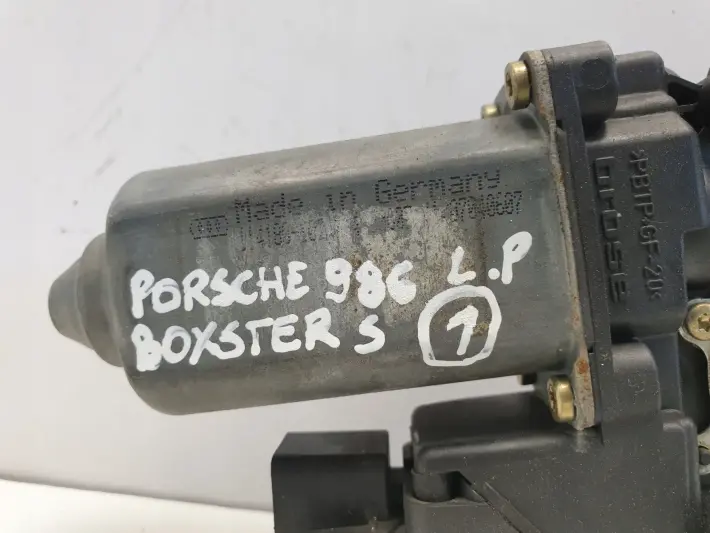 Made in Germany
PORSCHE 986 L.P
BOXSTER S 1
brose
>PBTP-GF-20<